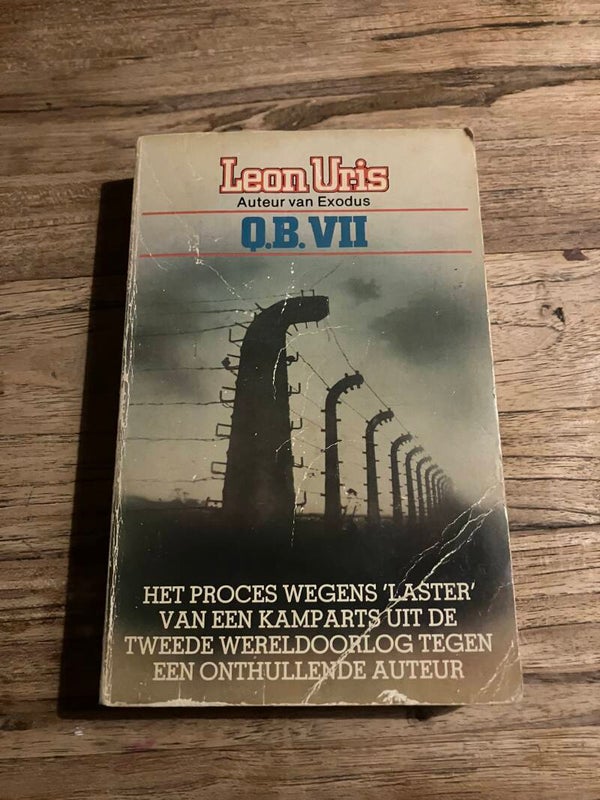 Leon Uris
Auteur van Exodus
Q.B. VII
HET PROCES WEGENS 'LASTER'
VAN EEN KAMPARTS UIT DE
TWEEDE WERELDOORLOG TEGEN
EEN ONTHULLENDE AUTEUR